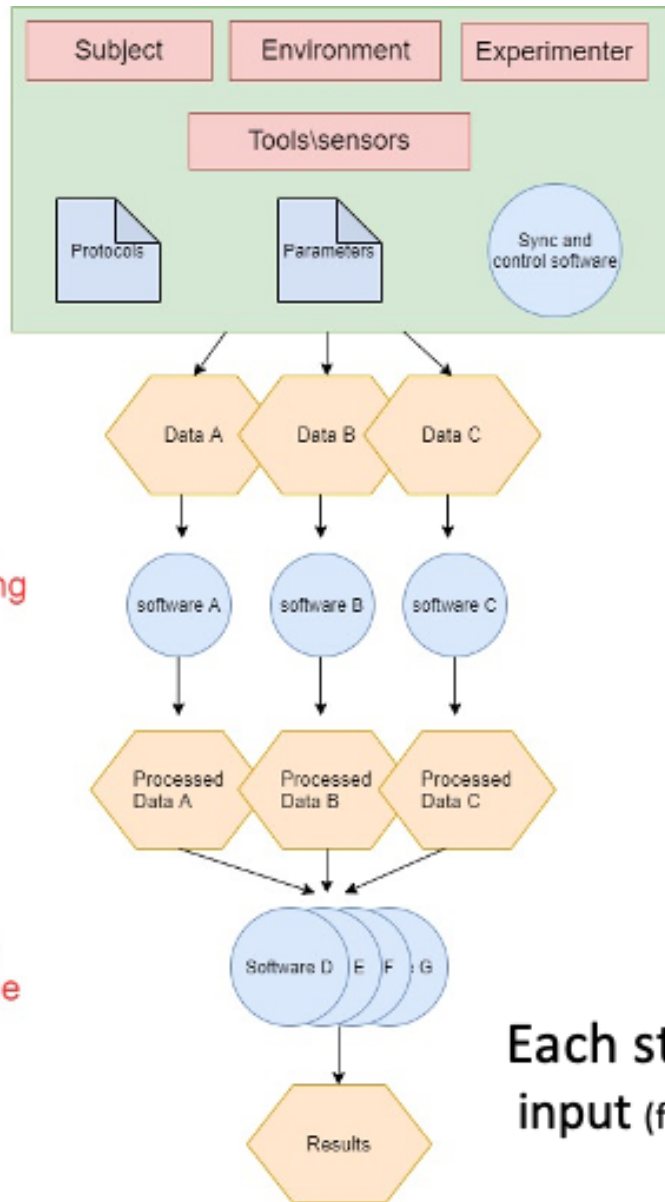 Subject
Environment
Experimenter
Tools\sensors
Protocols
Parameters
Sync and
control software
Data A
Data B
Data C
ng
software A
software B
software C
Processed
Data A
Processed
Data B
Processed
Data C
Software D
E
F
e G
e
Each st
input (f
Results